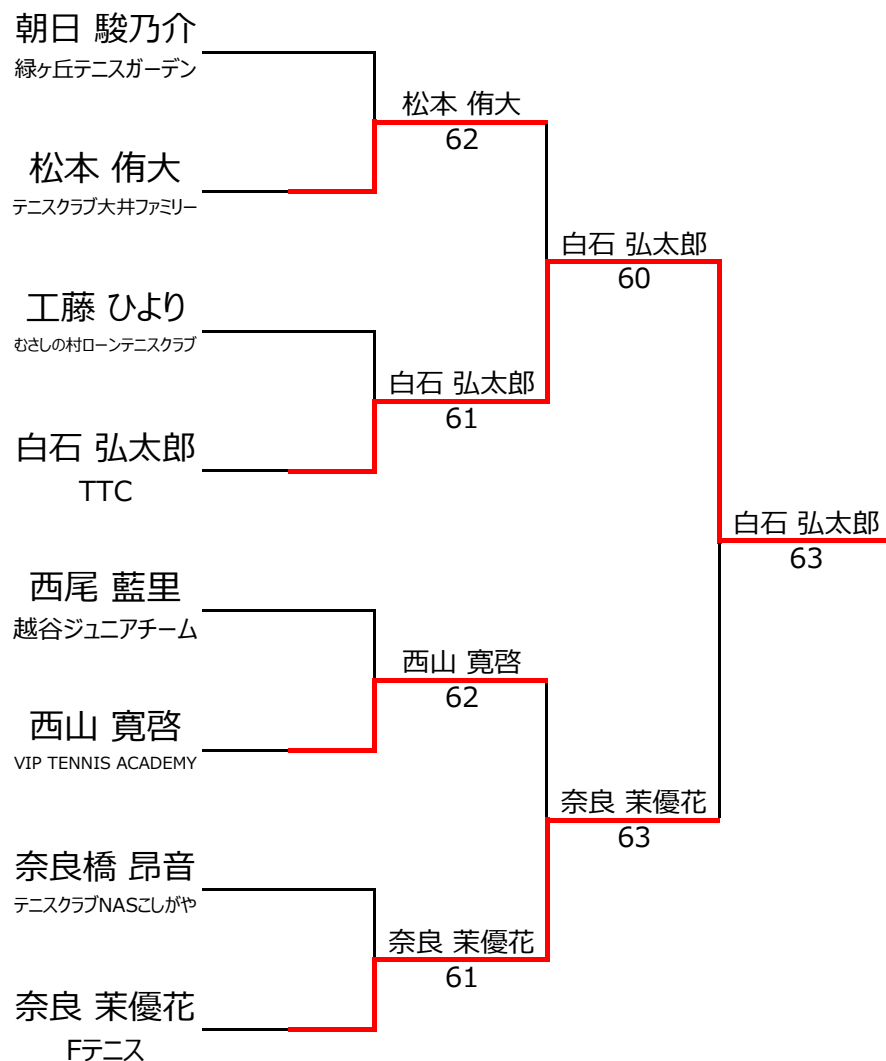 朝日 駿乃介
緑ヶ丘テニスガーデン
松本 侑大
62
松本 侑大
テニスクラブ大井ファミリー
白石 弘太郎
60
工藤 ひより
むさしの村ローンテニスクラブ
白石 弘太郎
61
白石 弘太郎
TTC
白石 弘太郎
63
西尾 藍里
越谷ジュニアチーム
西山 寛啓
62
西山 寛啓
VIP TENNIS ACADEMY
奈良 茉優花
63
奈良橋 昂音
テニスクラブNASこしがや
奈良 茉優花
61
奈良 茉優花
Fテニス